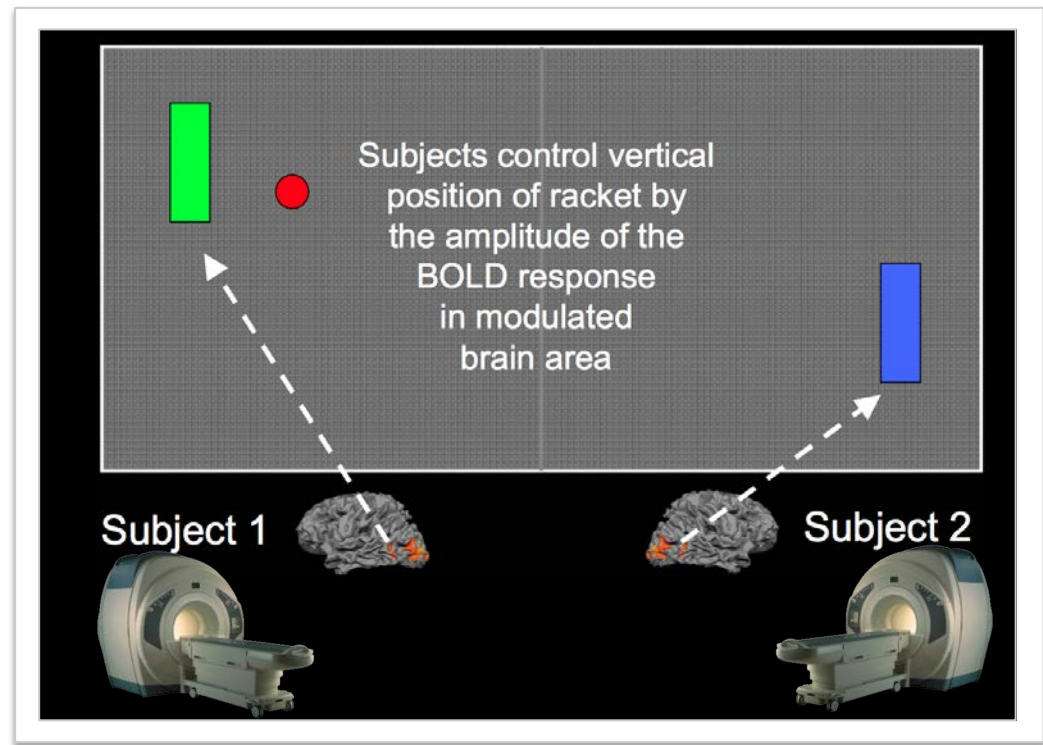 Subjects control vertical
position of racket by
the amplitude of the
BOLD response
in modulated
brain area
Subject 1
Subject 2